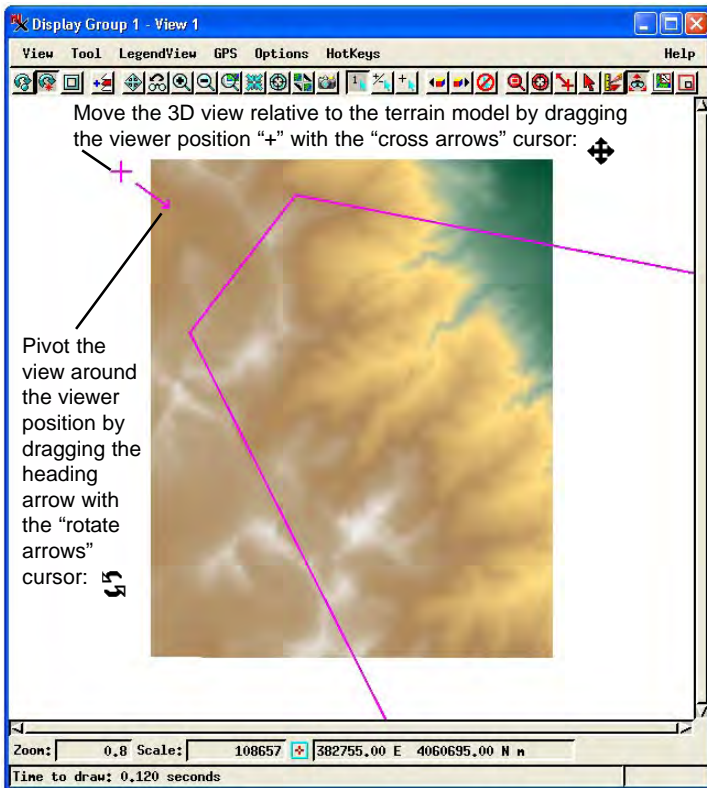 Display Group 1 - View 1
View Tool LegendView GPS Options HotKeys Help
Move the 3D view relative to the terrain model by dragging
the viewer position “+” with the “cross arrows” cursor:
Pivot the
view around
the viewer
position by
dragging the
heading
arrow with
the “rotate
arrows”
cursor:
Zoom: 0.8 Scale: 108657 382755.00 E 4060695.00 N m
Time to draw: 0.120 seconds